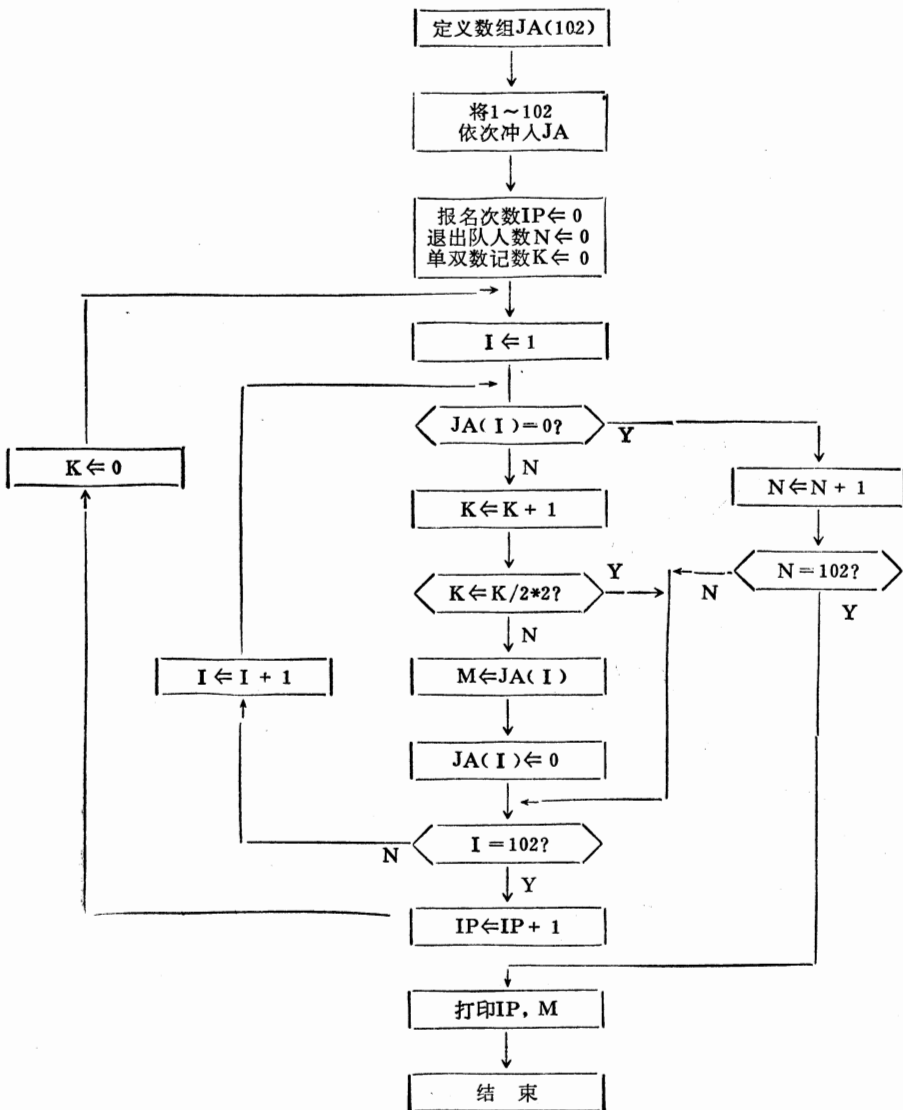 定义数组JA(102)
将1～102
依次冲入JA
报名次数IP⇐0
退出队人数N⇐0
单双数记数K⇐0
I⇐1
JA(I)=0?
Y
N
K⇐0
N⇐N+1
K⇐K+1
N=102?
N
Y
K⇐K/2*2?
Y
N
I⇐I+1
M⇐JA(I)
JA(I)⇐0
I=102?
N
Y
IP⇐IP+1
打印IP，M
结 束